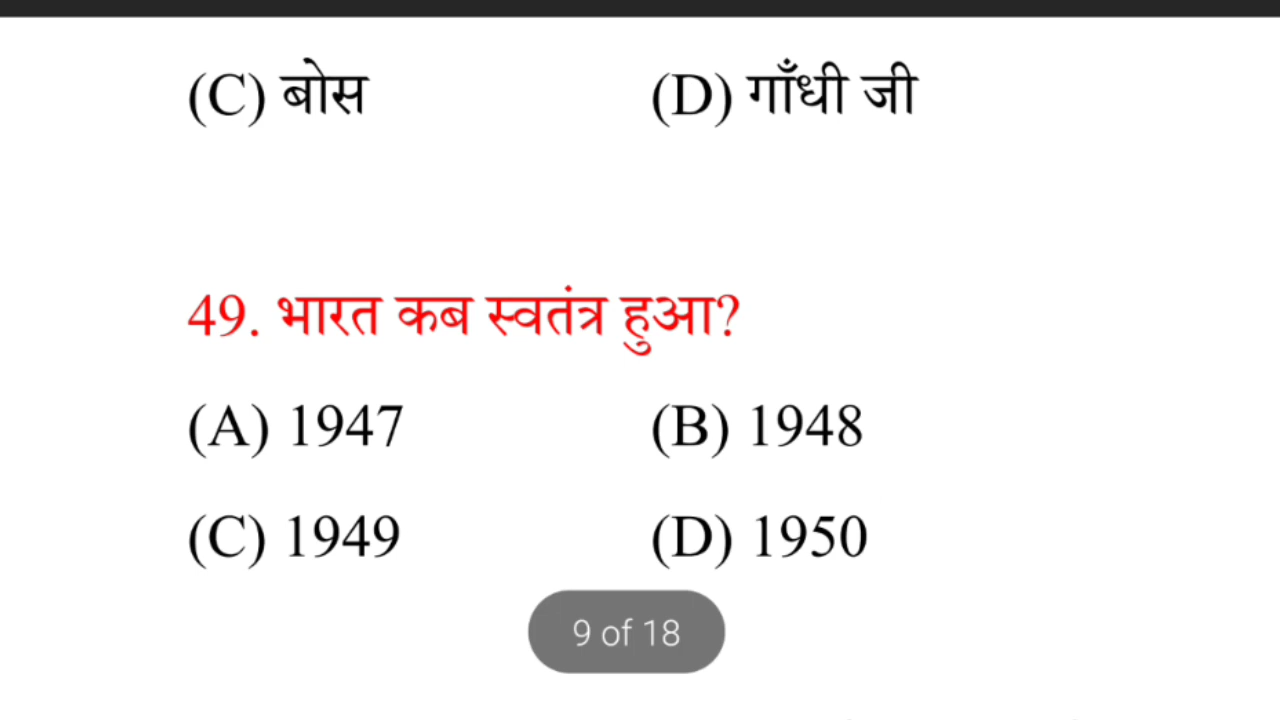 (C) बोस (D) गाँधी जी
49. भारत कब स्वतंत्र हुआ?
(A) 1947 (B) 1948
(C) 1949 (D) 1950
9 of 18